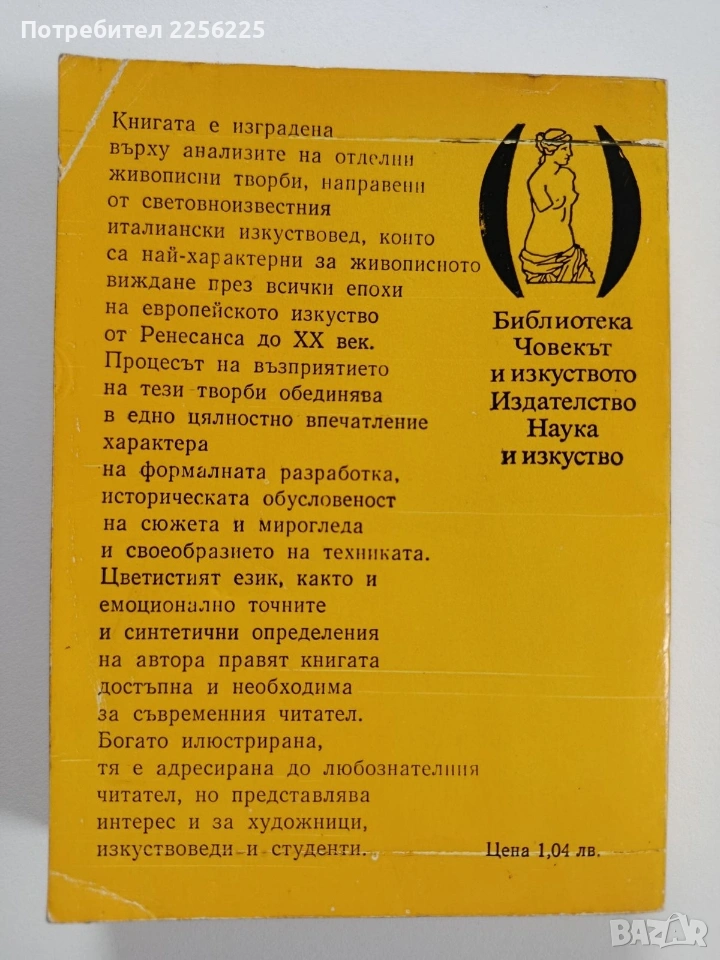 Потребител 2256225
Книгата е изградена
върху анализите на отделни
живописни творби, направени
от световноизвестния
италиански изкуствовед, които
са най-характерни за живописното
виждане през всички епохи
на европейското изкуство
от Ренесанса до XX век.
Процесът на възприятието
на тези творби обединява
в едно цялностно впечатление
характера
на формалната разработка,
историческата обусловеност
на сюжета и мирогледа
и своеобразието на техниката.
Цветистият език, както и
емоционално точните
и синтетични определения
на автора правят книгата
достъпна и необходима
за съвременния читател.
Богато илюстрирана,
тя е адресирана до любознателния
читател, но представлява
интерес и за художници,
изкуствоведи и студенти.
Библиотека
Човекът
и изкуството
Издателство
Наука
и изкуство
Цена 1,04 лв.
BAZAR